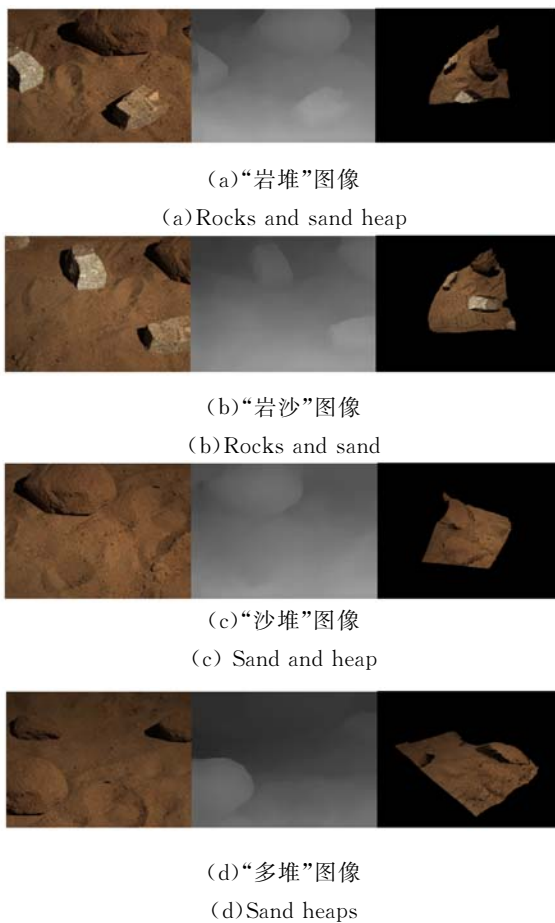 (a)“岩堆”图像
(a)Rocks and sand heap
(b)“岩沙”图像
(b)Rocks and sand
(c)“沙堆”图像
(c) Sand and heap
(d)“多堆”图像
(d)Sand heaps